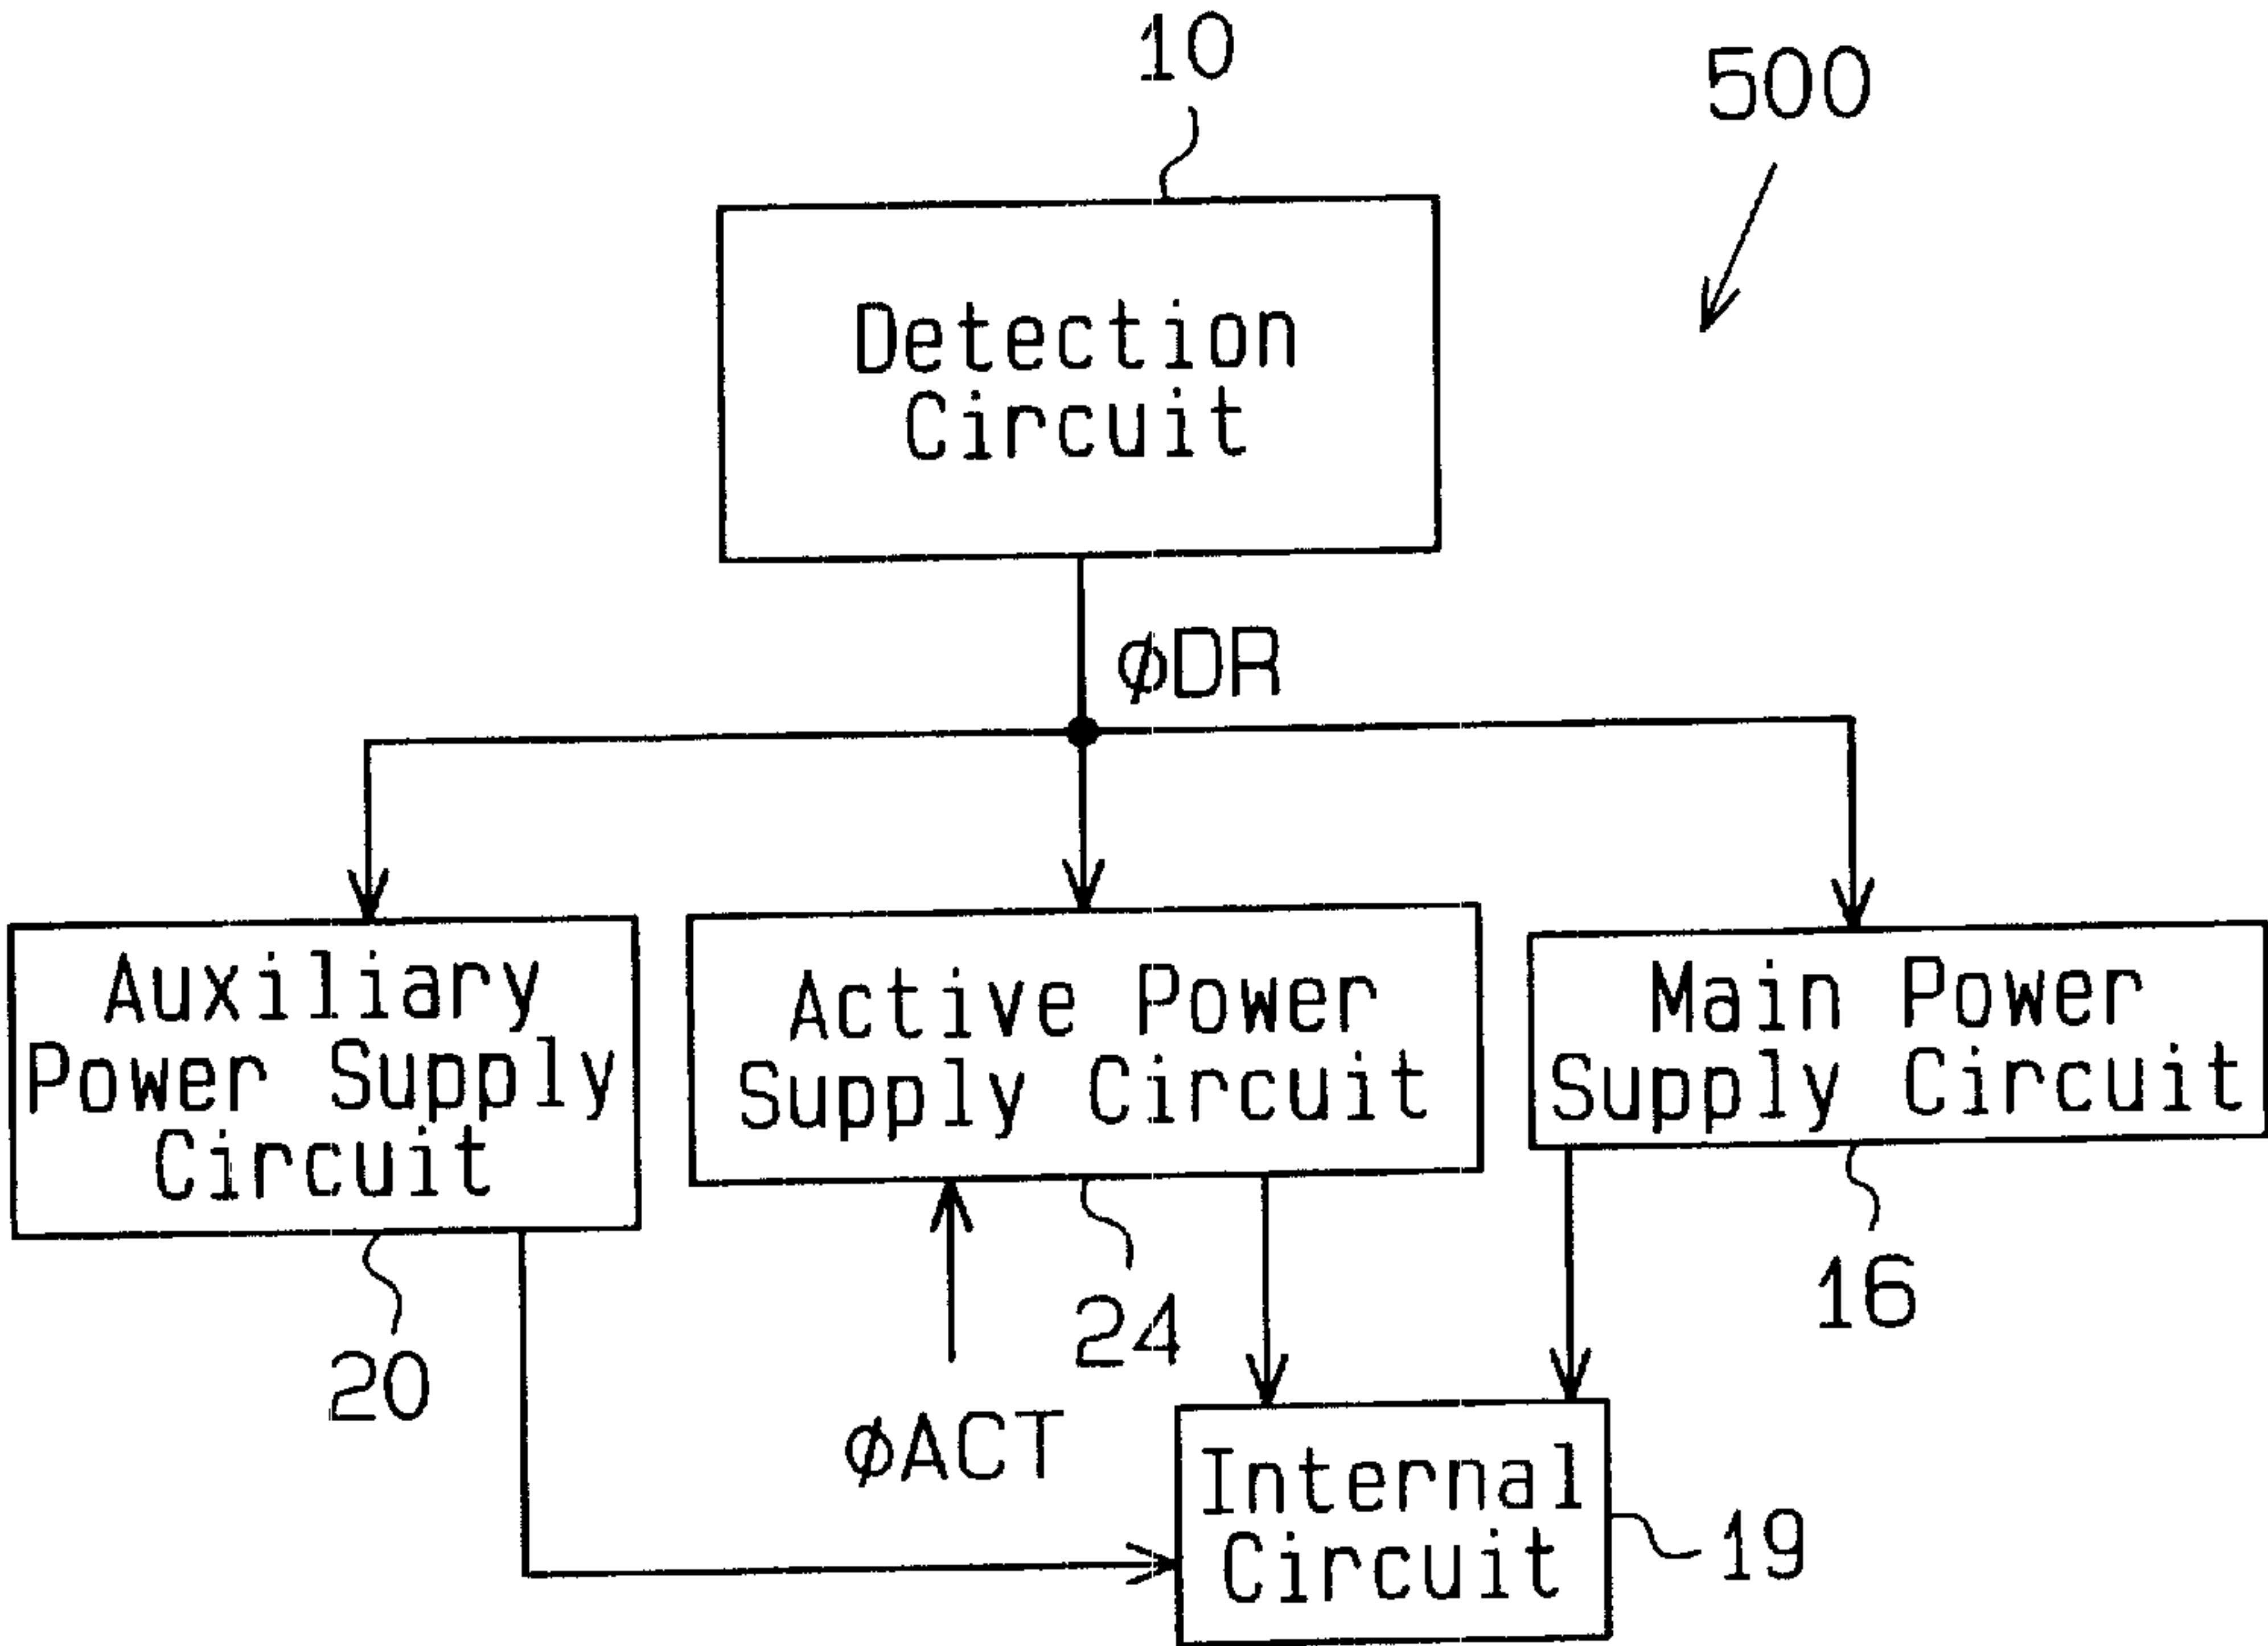 10
500
Detection
Circuit
φDR
Auxiliary
Power Supply
Circuit
Active Power
Supply Circuit
Main Power
Supply Circuit
20
24
16
φACT
Internal
Circuit
19